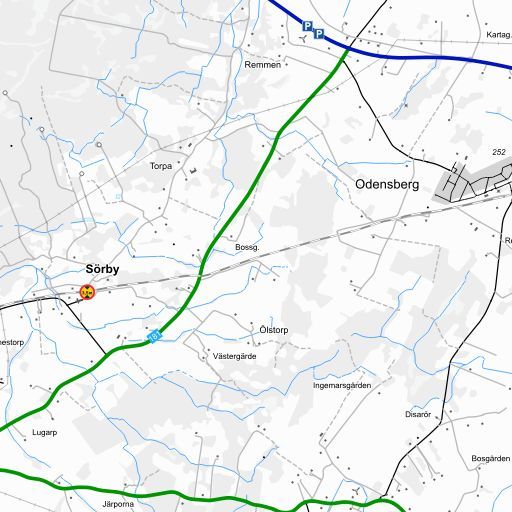 Kartag.
P
P
Remmen
252
Torpa
Odensberg
Bossg.
Sörby
Ölstorp
nestorp
Västergärde
Ingemarsgården
Disarör
Lugarp
Bosgården
Järporna